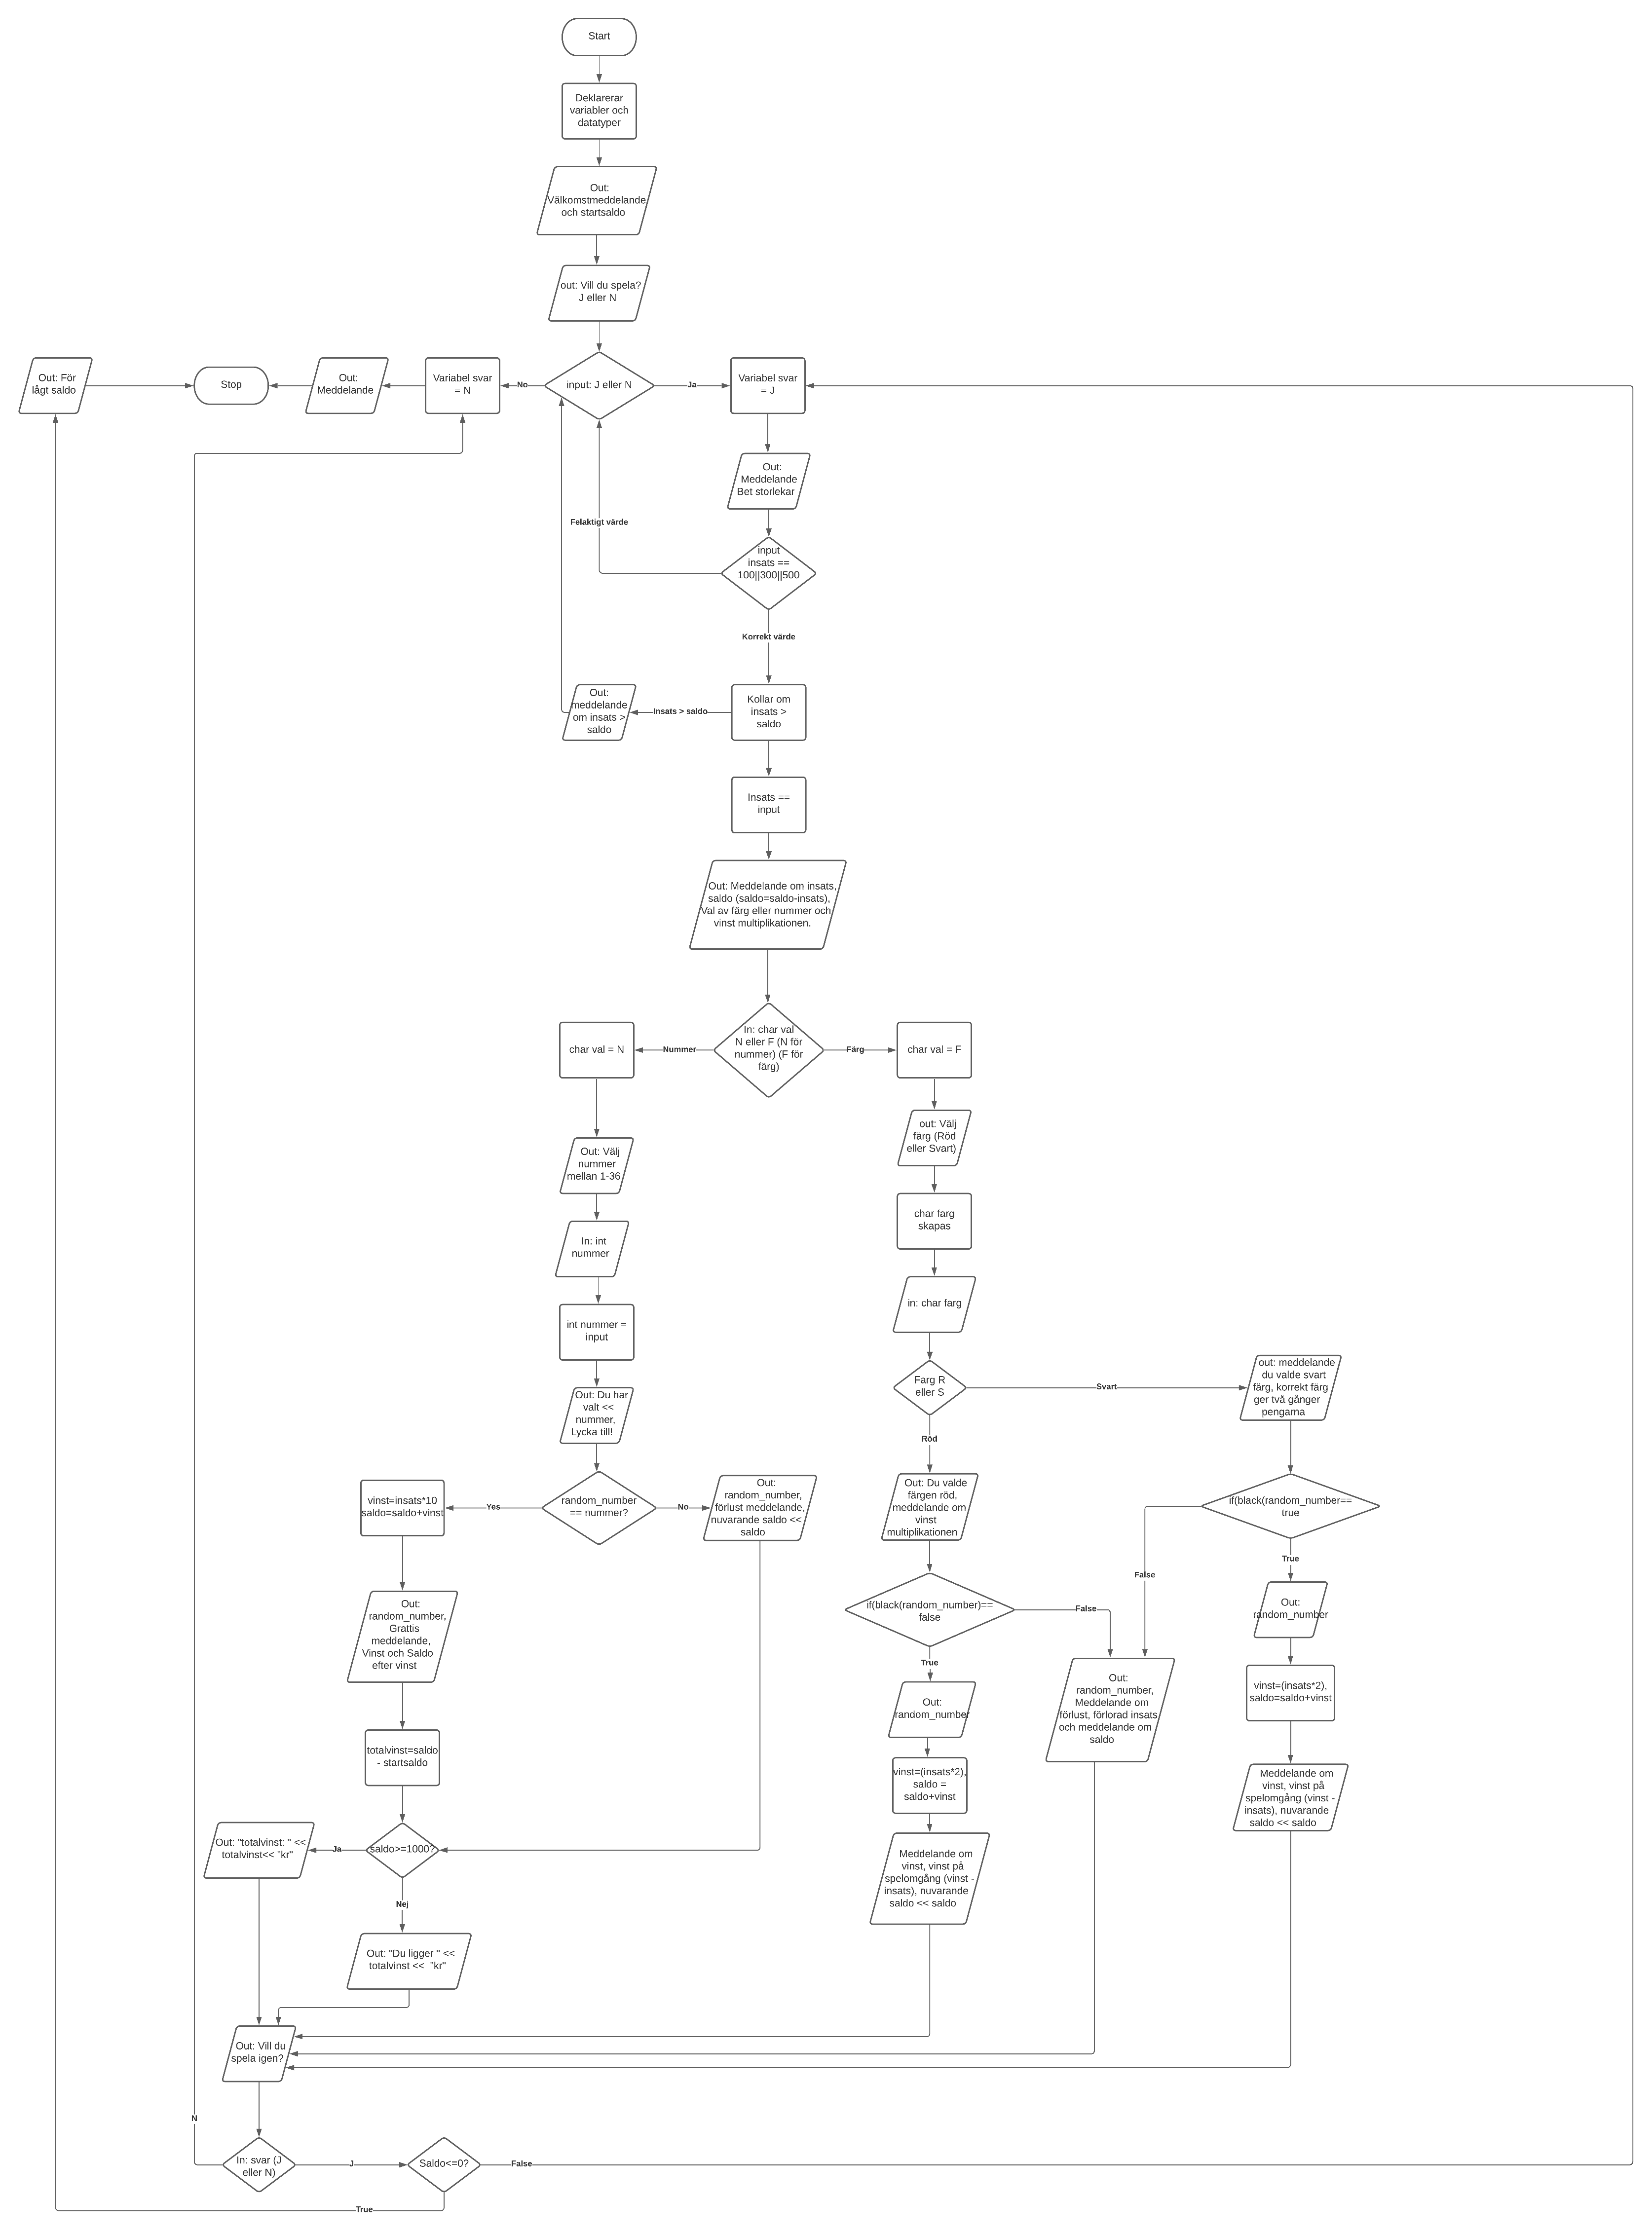 Start
Deklarerar
variabler och
datatyper
Out:
Välkomstmeddelande
och startsaldo
out: Vill du spela?
J eller N
Out: För
lågt saldo
Stop
Out:
Meddelande
Variabel svar
= N
No
input: J eller N
Ja
Variabel svar
= J
Out:
Meddelande
Bet storlekar
Felaktigt värde
input
insats ==
100||300||500
Korrekt värde
Out:
meddelande
om insats >
saldo
Insats > saldo
Kollar om
insats >
saldo
Insats ==
input
Out: Meddelande om insats,
saldo (saldo=saldo-insats),
Val av färg eller nummer och
vinst multiplikationen.
char val = N
Nummer
In: char val
N eller F (N för
nummer) (F för
färg)
Färg
char val = F
out: Välj
färg (Röd
eller Svart)
Out: Välj
nummer
mellan 1-36
char farg
skapas
In: int
nummer
in: char farg
int nummer =
input
Farg R
eller S
Svart
out: meddelande
du valde svart
färg, korrekt färg
ger två gånger
pengarna
Out: Du har
valt <<
nummer,
Lycka till!
Röd
vinst=insats*10
saldo=saldo+vinst
Yes
random_number
== nummer?
No
Out:
random_number,
förlust meddelande,
nuvarande saldo <<
saldo
Out: Du valde
färgen röd,
meddelande om
vinst
multiplikationen
if(black(random_number==
true
True
False
Out:
random_number,
Grattis
meddelande,
Vinst och Saldo
efter vinst
if(black(random_number)==
false
False
Out:
random_number
True
Out:
random_number
Out:
random_number,
Meddelande om
förlust, förlorad insats
och meddelande om
saldo
vinst=(insats*2),
saldo=saldo+vinst
totalvinst=saldo
- startsaldo
vinst=(insats*2),
saldo =
saldo+vinst
Meddelande om
vinst, vinst på
spelomgång (vinst -
insats), nuvarande
saldo << saldo
Out: "totalvinst: " <<
totalvinst<< "kr"
Ja
saldo>=1000?
Meddelande om
vinst, vinst på
spelomgång (vinst -
insats), nuvarande
saldo << saldo
Nej
Out: "Du ligger " <<
totalvinst <<  "kr"
Out: Vill du
spela igen?
N
In: svar (J
eller N)
J
Saldo<=0?
False
True